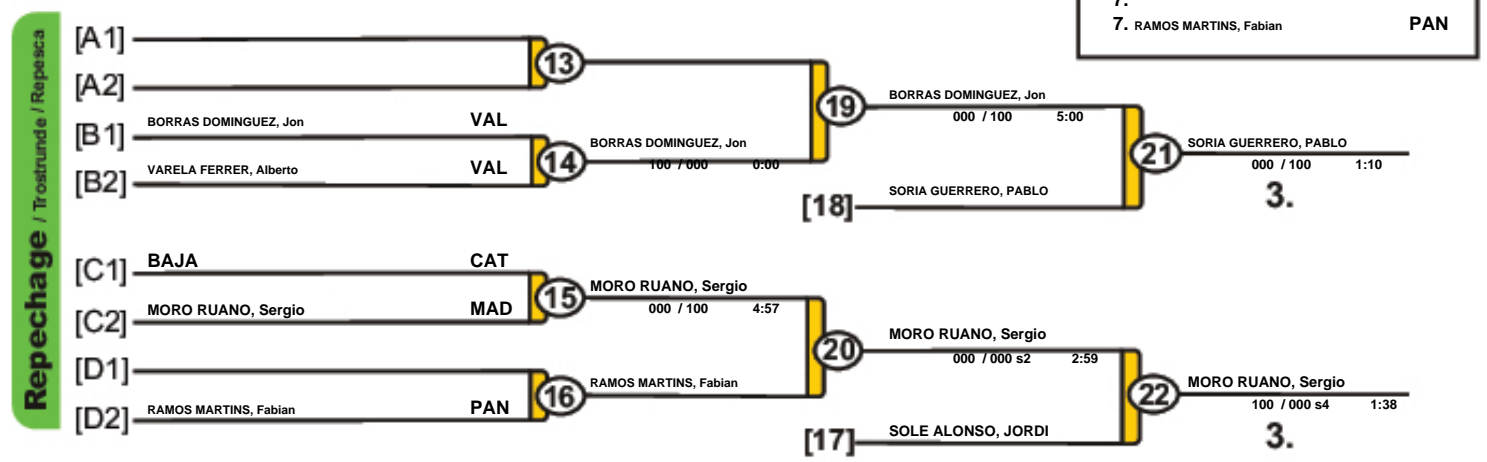 7.
7. RAMOS MARTINS, Fabian PAN
Repechage / Trostrunde / Repesca
[A1]
13
[A2]
19
BORRAS DOMINGUEZ, Jon
000 / 100 5:00
[B1] BORRAS DOMINGUEZ, Jon VAL
14
BORRAS DOMINGUEZ, Jon
100 / 000 0:00
[B2] VARELA FERRER, Alberto VAL
21
SORIA GUERRERO, PABLO
000 / 100 1:10
3.
[18] SORIA GUERRERO, PABLO
[C1] BAJA CAT
15
MORO RUANO, Sergio
000 / 100 4:57
[C2] MORO RUANO, Sergio MAD
20
MORO RUANO, Sergio
000 / 000 s2 2:59
[D1]
16
RAMOS MARTINS, Fabian
[D2] RAMOS MARTINS, Fabian PAN
22
MORO RUANO, Sergio
100 / 000 s4 1:38
3.
[17] SOLE ALONSO, JORDI